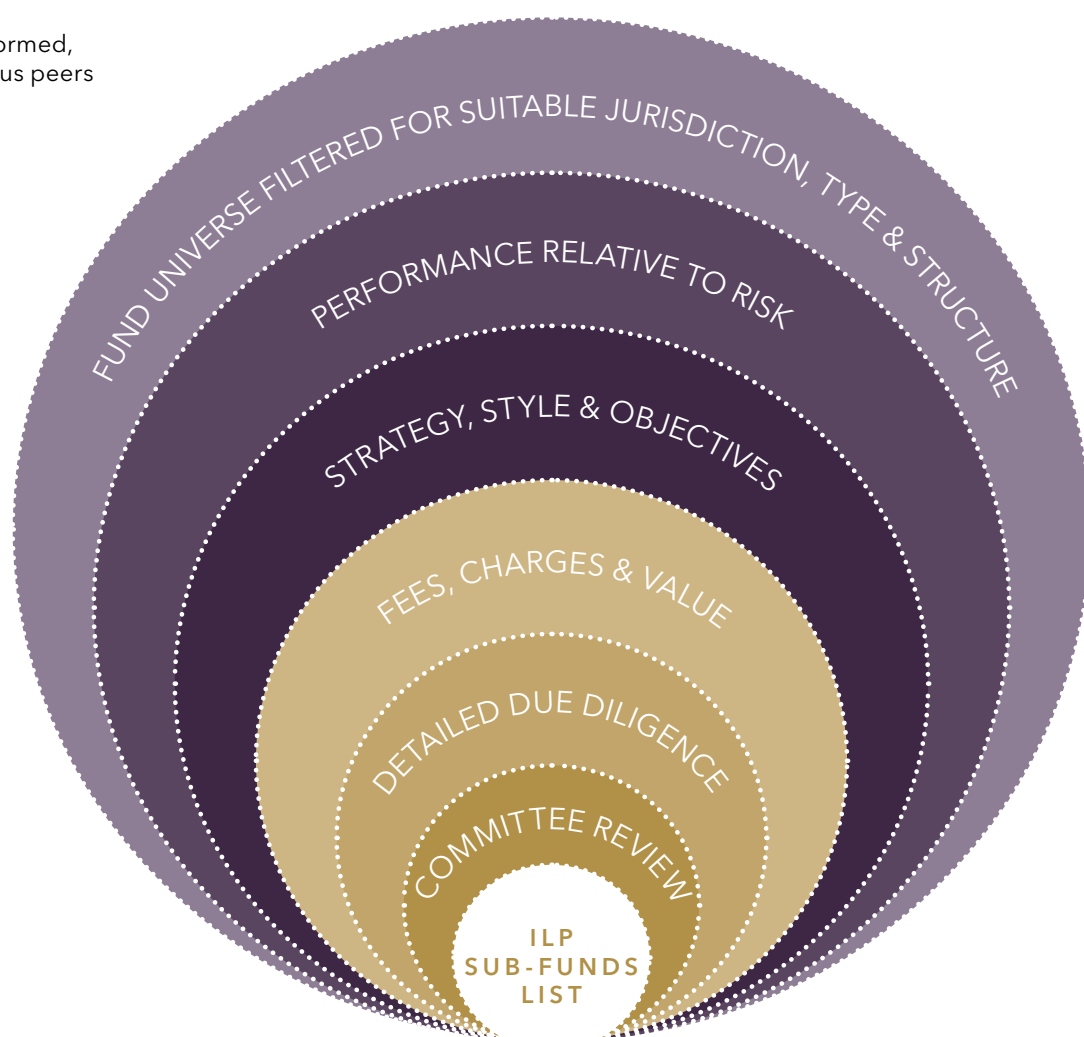 us peers
FUND UNIVERSE FILTERED FOR SUITABLE JURISDICTION, TYPE & STRUCTURE
PERFORMANCE RELATIVE TO RISK
STRATEGY, STYLE & OBJECTIVES
FEES, CHARGES & VALUE
DETAILED DUE DILIGENCE
COMMITTEE REVIEW
ILP
SUB-FUNDS
LIST